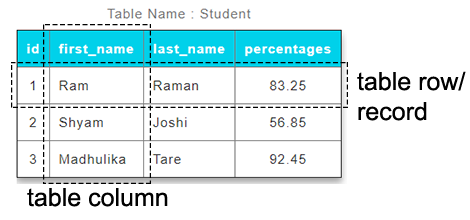 Table Name : Student
id first_name last_name percentages
1 Ram Raman 83.25
table row/
record
2 Shyam Joshi 56.85
3 Madhulika Tare 92.45
table column